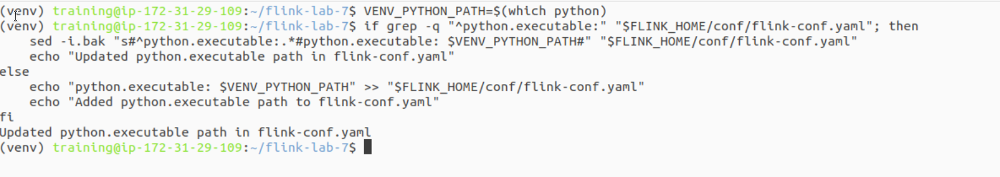 (venv) training@ip-172-31-29-109:~/flink-lab-7$ VENV_PYTHON_PATH=$(which python)
(venv) training@ip-172-31-29-109:~/flink-lab-7$ if grep -q "^python.executable:" "$FLINK_HOME/conf/flink-conf.yaml"; then
    sed -i.bak "s#^python.executable:.*#python.executable: $VENV_PYTHON_PATH#" "$FLINK_HOME/conf/flink-conf.yaml"
    echo "Updated python.executable path in flink-conf.yaml"
else
    echo "python.executable: $VENV_PYTHON_PATH" >> "$FLINK_HOME/conf/flink-conf.yaml"
    echo "Added python.executable path to flink-conf.yaml"
fi
Updated python.executable path in flink-conf.yaml
(venv) training@ip-172-31-29-109:~/flink-lab-7$